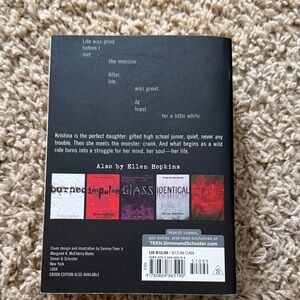 Life was good
before I
met
the monster.
After,
life
was great.
At
least
for a little while.
Kristina is the perfect daughter: gifted high school junior, quiet, never any
trouble. Then she meets the monster: crank. And what begins as a wild
ride turns into a struggle for her mind, her soul—her life.
Also by Ellen Hopkins
burned
impulse
GLASS
IDENTICAL
Watch videos,
get extras, and read exclusives at
TEEN.SimonandSchuster.com
Cover design and illustration by Sammy Yuen Jr.
Margaret K. McElderry Books
Simon & Schuster
New York
EBOOK EDITION ALSO AVAILABLE
US $10.99
51099